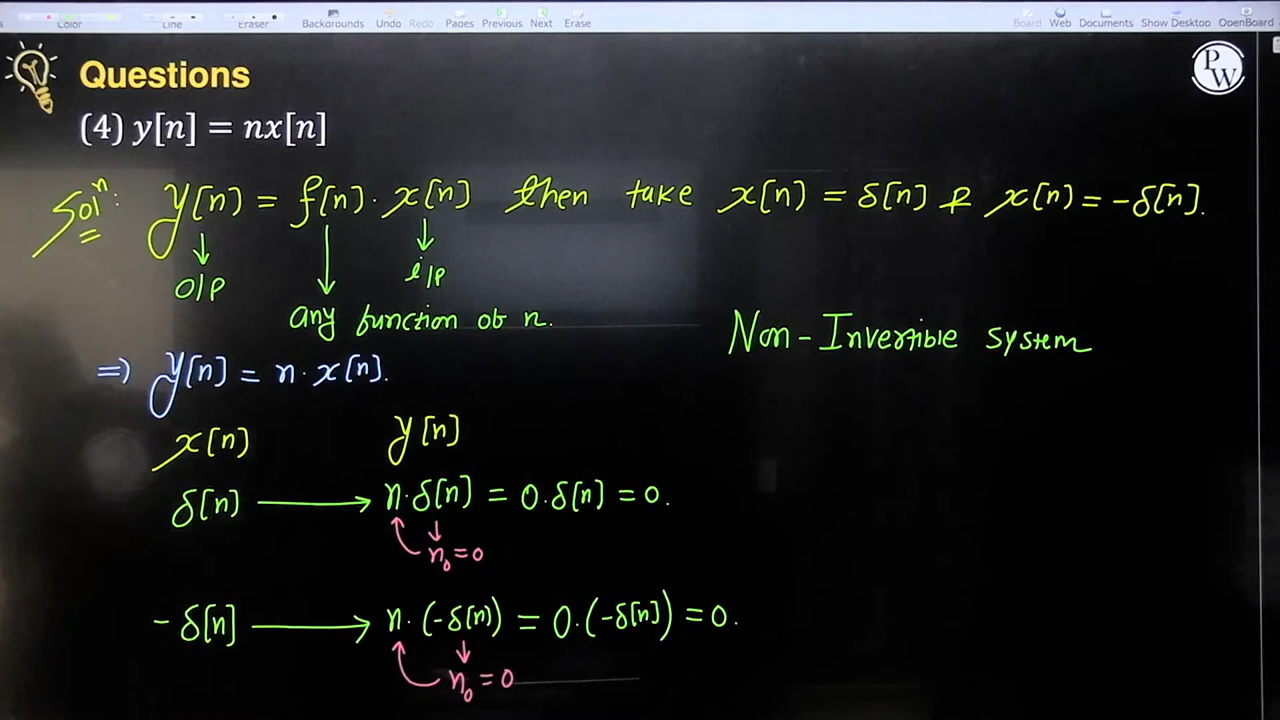 Color Line Eraser Backgrounds Undo Redo Pages Previous Next Erase Board Web Documents Show Desktop OpenBoard
Questions
PW
(4) y[n] = nx[n]
Solⁿ: y[n] = f[n] · x[n] then take x[n] = δ[n] & x[n] = -δ[n].
↓ ↓ ↓
o/p i/p
any function of n.
Non-Invertible system
⇒ y[n] = n · x[n].
x[n] y[n]
δ[n] ⟶ n·δ[n] = 0·δ[n] = 0.
n₀=0
-δ[n] ⟶ n·(-δ[n]) = 0·(-δ[n]) = 0.
n₀=0